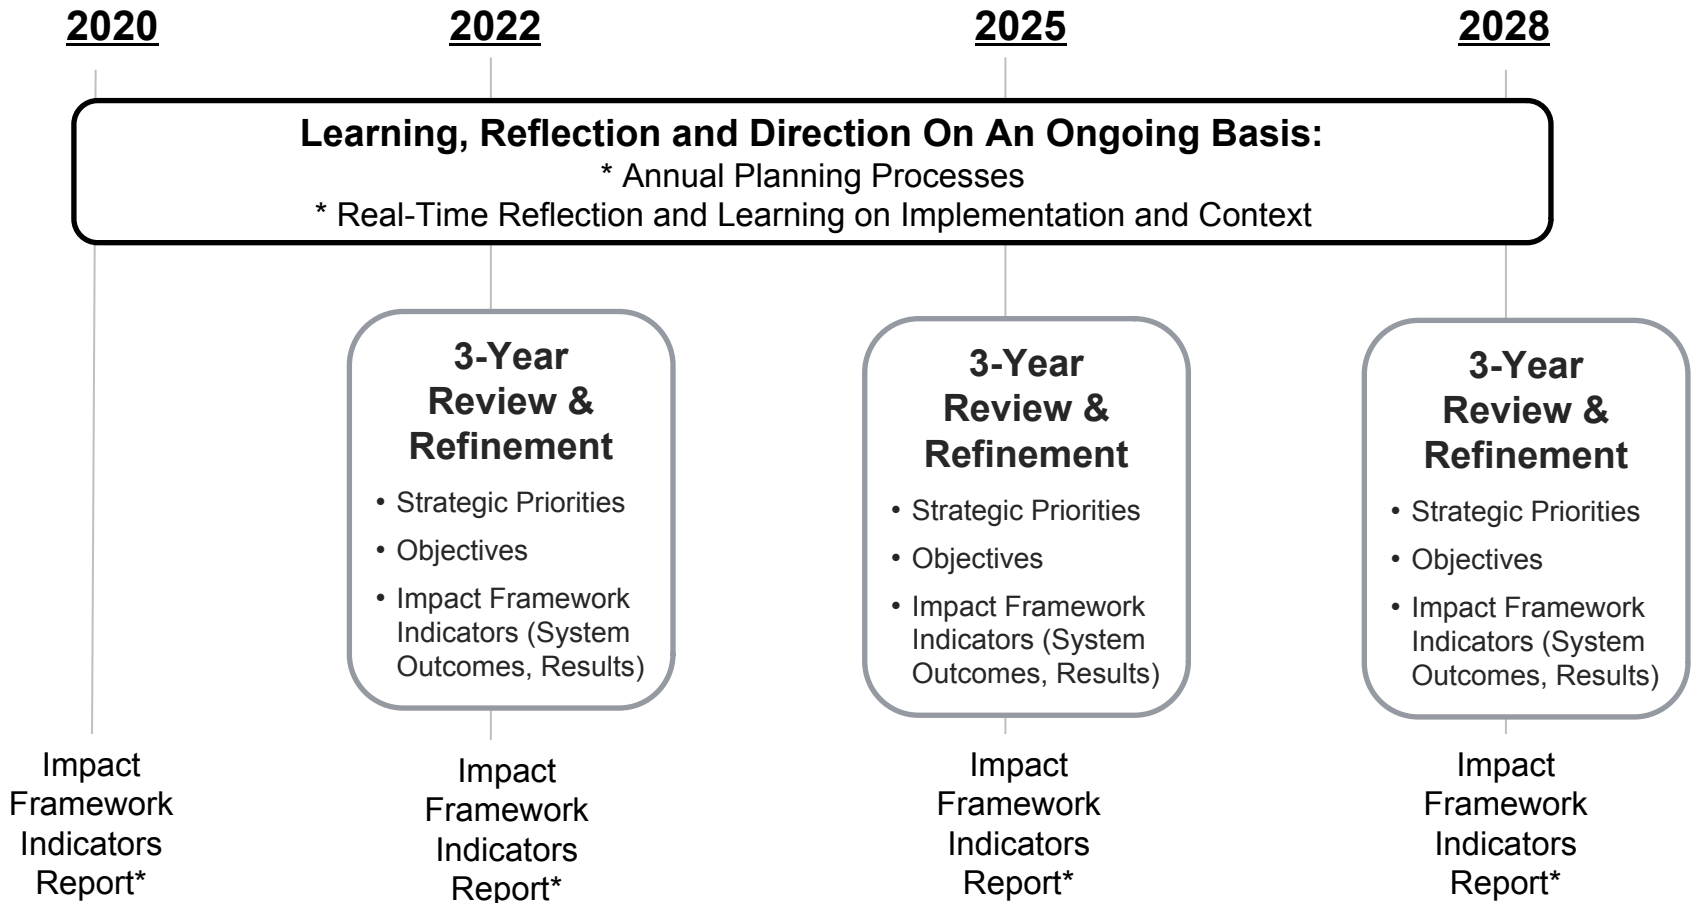 2020
2022
2025
2028
Learning, Reflection and Direction On An Ongoing Basis:
* Annual Planning Processes
* Real-Time Reflection and Learning on Implementation and Context
3-Year
Review &
Refinement
• Strategic Priorities
• Objectives
• Impact Framework
Indicators (System
Outcomes, Results)
3-Year
Review &
Refinement
• Strategic Priorities
• Objectives
• Impact Framework
Indicators (System
Outcomes, Results)
3-Year
Review &
Refinement
• Strategic Priorities
• Objectives
• Impact Framework
Indicators (System
Outcomes, Results)
Impact
Framework
Indicators
Report*
Impact
Framework
Indicators
Report*
Impact
Framework
Indicators
Report*
Impact
Framework
Indicators
Report*